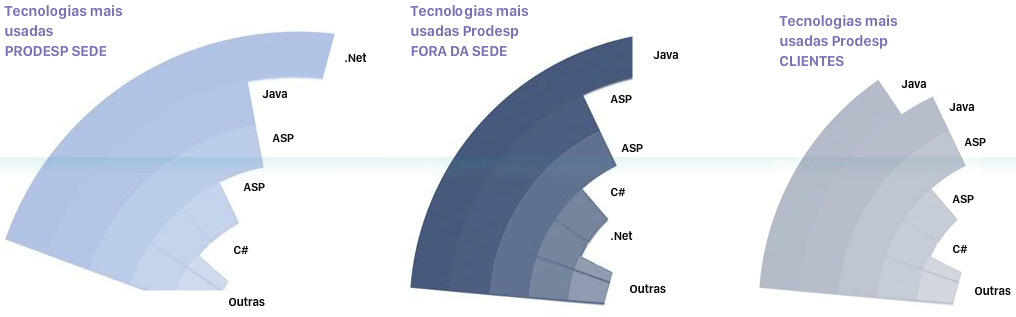 Tecnologias mais
usadas
PRODESP SEDE
.Net
Java
ASP
ASP
C#
Outras
Tecnologias mais
usadas Prodesp
FORA DA SEDE
Java
ASP
ASP
C#
.Net
Outras
Tecnologias mais
usadas Prodesp
CLIENTES
Java
Java
ASP
ASP
C#
Outras